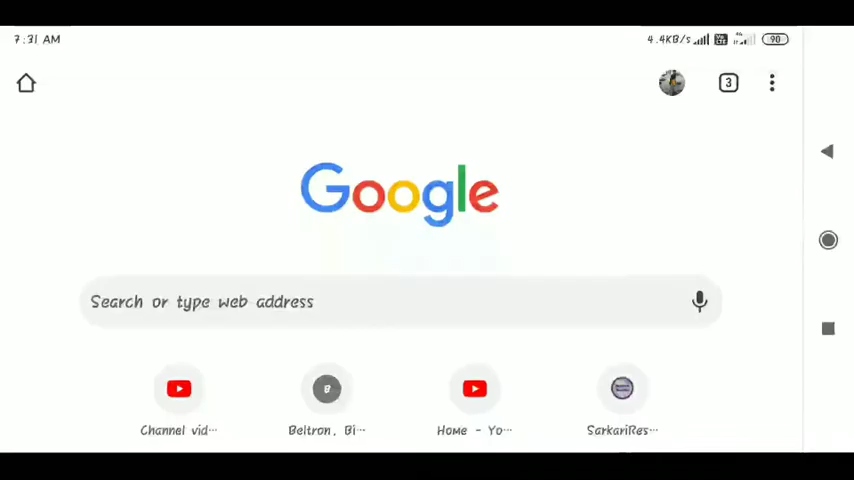 7:31 AM 4.4KB/s 90
3
Google
Search or type web address
B
Channel vid… Beltron, Bi… Home - Yo… SarkariRes…